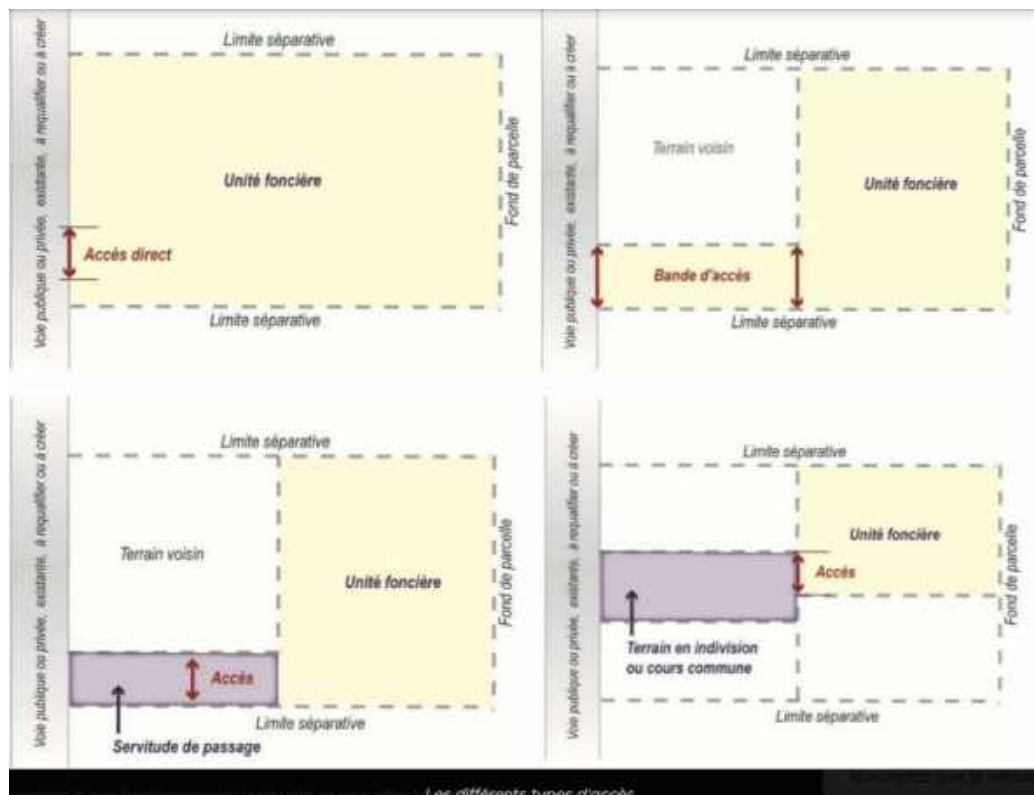 Limite séparative
Voie publique ou privée, existante, à requalifier ou à créer
Unité foncière
Accès direct
Fond de parcelle
Limite séparative
Limite séparative
Voie publique ou privée, existante, à requalifier ou à créer
Terrain voisin
Unité foncière
Bande d'accès
Fond de parcelle
Limite séparative
Limite séparative
Voie publique ou privée, existante, à requalifier ou à créer
Terrain voisin
Unité foncière
Accès
Fond de parcelle
Limite séparative
Servitude de passage
Limite séparative
Voie publique ou privée, existante, à requalifier ou à créer
Unité foncière
Accès
Fond de parcelle
Terrain en indivision
ou cours commune
Limite séparative
Les différents types d'accès